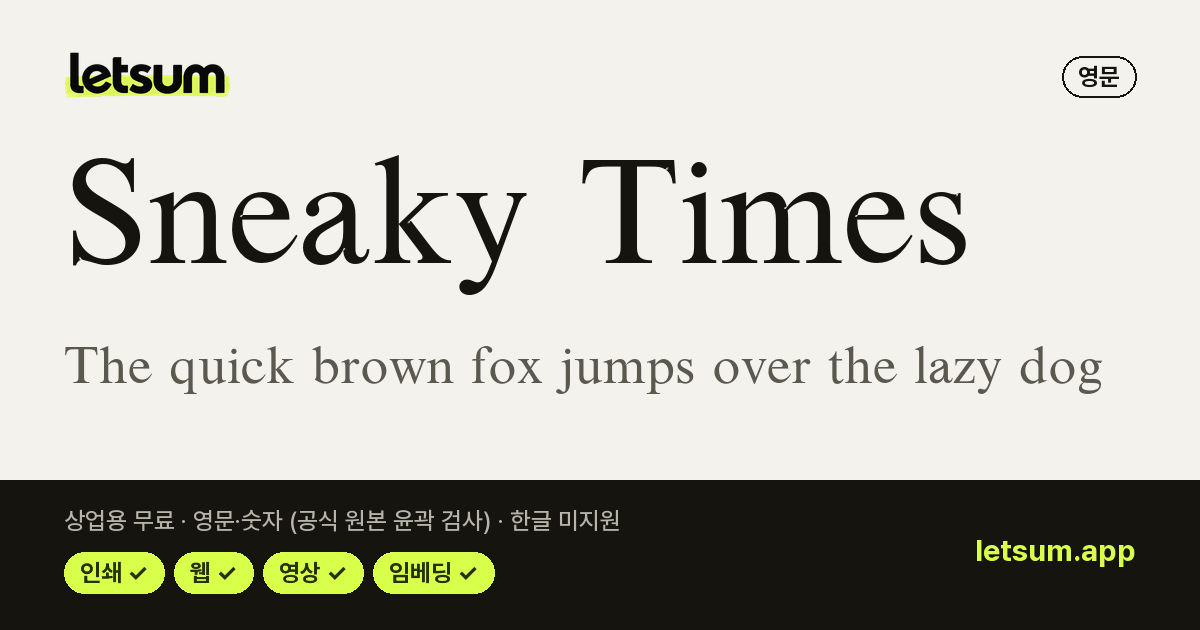 letsum
영문
Sneaky Times
The quick brown fox jumps over the lazy dog
상업용 무료 · 영문·숫자 (공식 원본 윤곽 검사) · 한글 미지원
인쇄 ✓ 웹 ✓ 영상 ✓ 임베딩 ✓
letsum.app